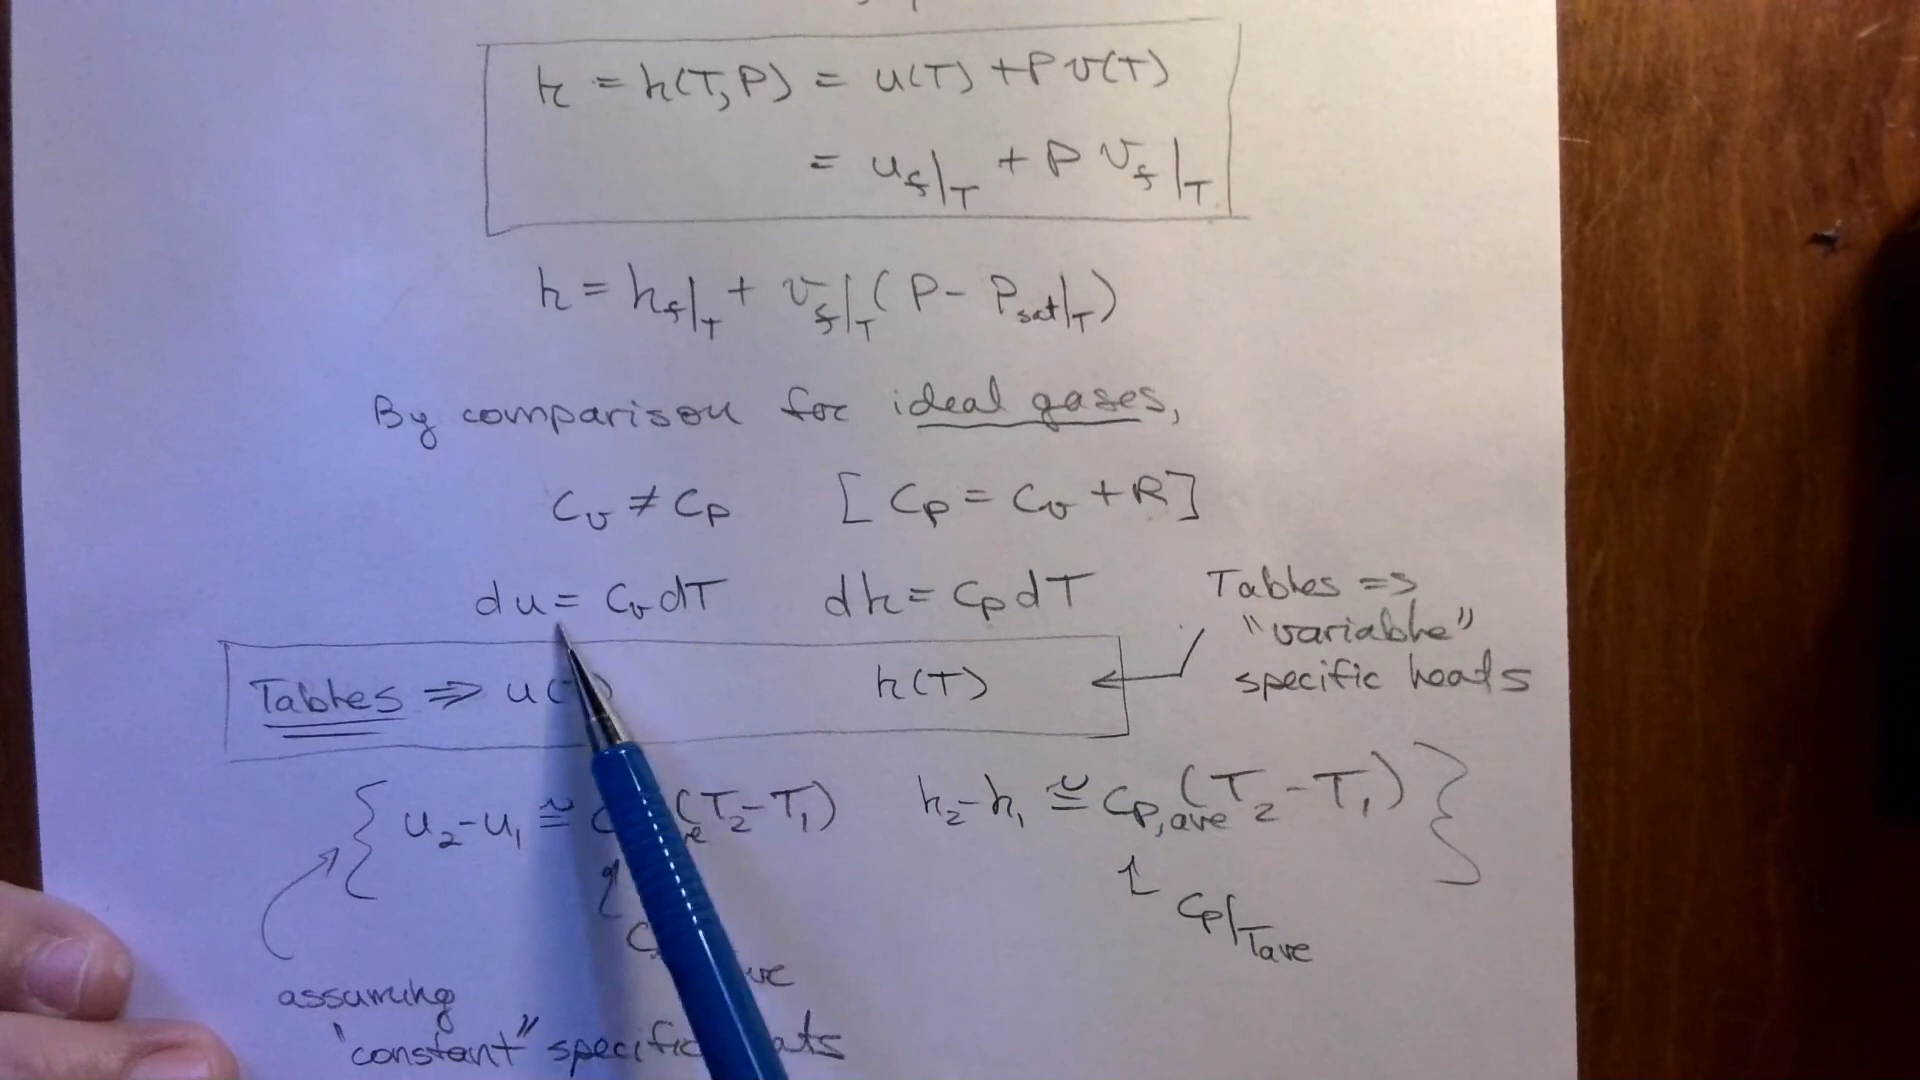 h = h(T,P) = u(T) + P v(T)
= u_f|_T + P v_f|_T
h = h_f|_T + v_f|_T (P - P_sat|_T)
By comparison for ideal gases,
C_v ≠ C_p [C_p = C_v + R]
du = C_v dT dh = C_p dT
Tables => "variable" specific heats
Tables => u( h(T)
{ u_2 - u_1 ≅ (T_2 - T_1) h_2 - h_1 ≅ C_p,ave (T_2 - T_1) }
C_p|_Tave
assuming
"constant" specific